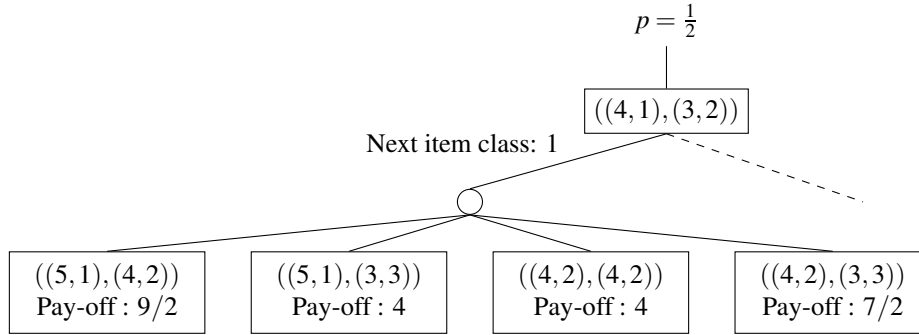 p = 1/2
((4,1),(3,2))
Next item class: 1
((5,1),(4,2))
Pay-off : 9/2
((5,1),(3,3))
Pay-off : 4
((4,2),(4,2))
Pay-off : 4
((4,2),(3,3))
Pay-off : 7/2